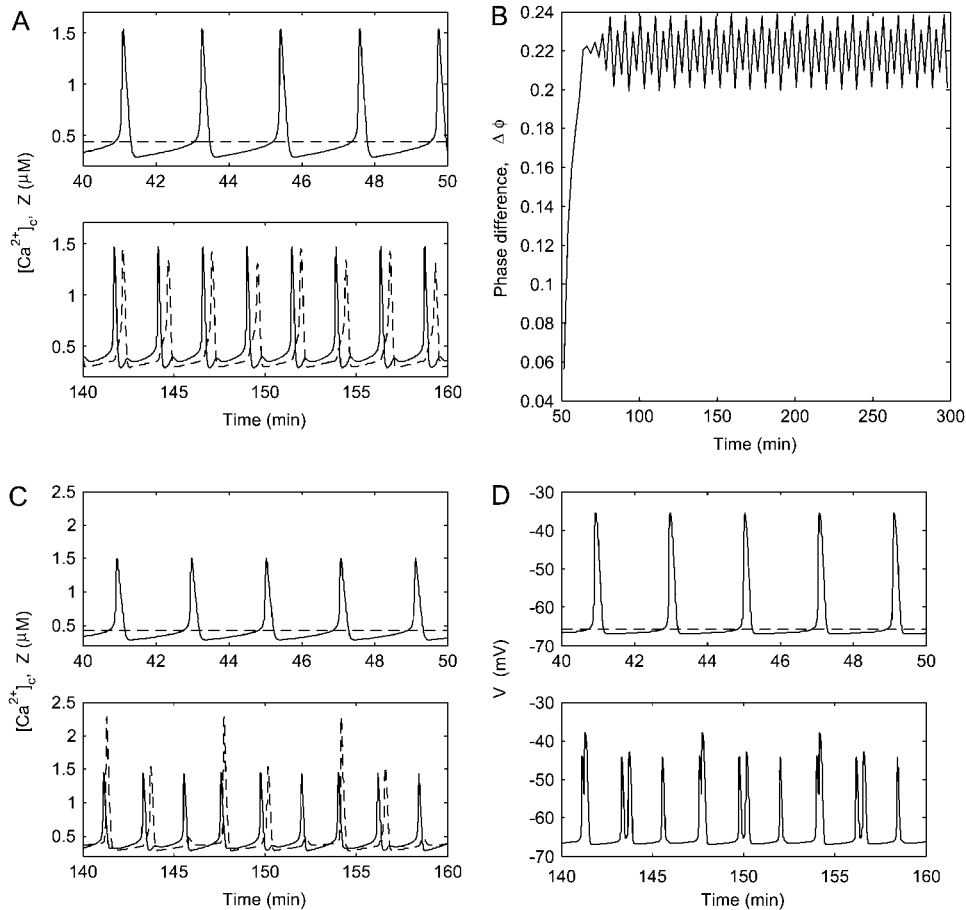 A
1.5
1
0.5
40 42 44 46 48 50
1.5
1
0.5
140 145 150 155 160
Time (min)
[Ca2+]c, Z (μM)
B
0.24
0.22
0.2
0.18
0.16
0.14
0.12
0.1
0.08
0.06
0.04
50 100 150 200 250 300
Time (min)
Phase difference, Δ ϕ
C
2.5
2
1.5
1
0.5
40 42 44 46 48 50
2.5
2
1.5
1
0.5
140 145 150 155 160
Time (min)
[Ca2+]c, Z (μM)
D
-30
-40
-50
-60
-70
40 42 44 46 48 50
-30
-40
-50
-60
-70
140 145 150 155 160
Time (min)
V (mV)